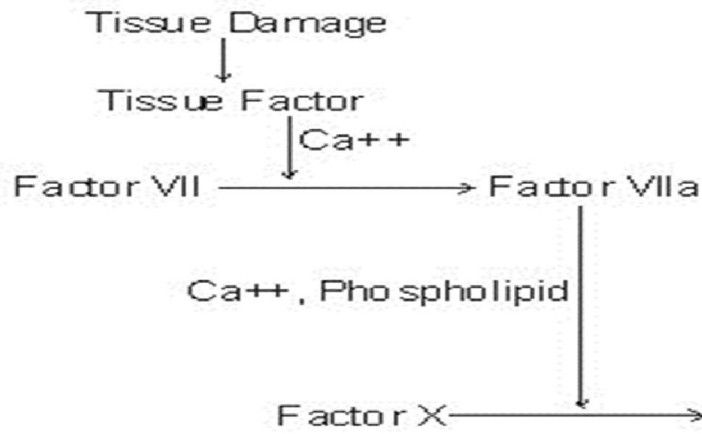 Tissue Damage
Tissue Factor
Ca++
Factor VII Factor VIIa
Ca++, Phospholipid
Factor X